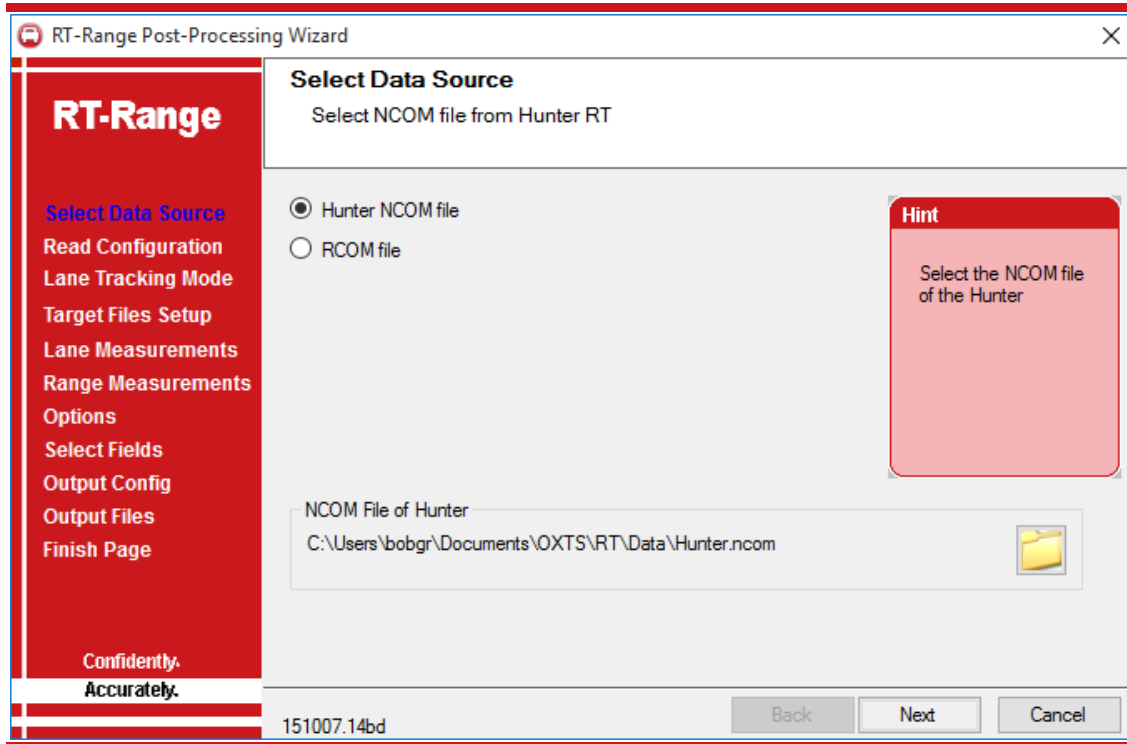 RT-Range Post-Processing Wizard
RT-Range
Select Data Source
Read Configuration
Lane Tracking Mode
Target Files Setup
Lane Measurements
Range Measurements
Options
Select Fields
Output Config
Output Files
Finish Page
Confidently.
Accurately.
Select Data Source
Select NCOM file from Hunter RT
Hunter NCOM file
RCOM file
Hint
Select the NCOM file
of the Hunter
NCOM File of Hunter
C:\Users\bobgr\Documents\OXTS\RT\Data\Hunter.ncom
151007.14bd
Back
Next
Cancel